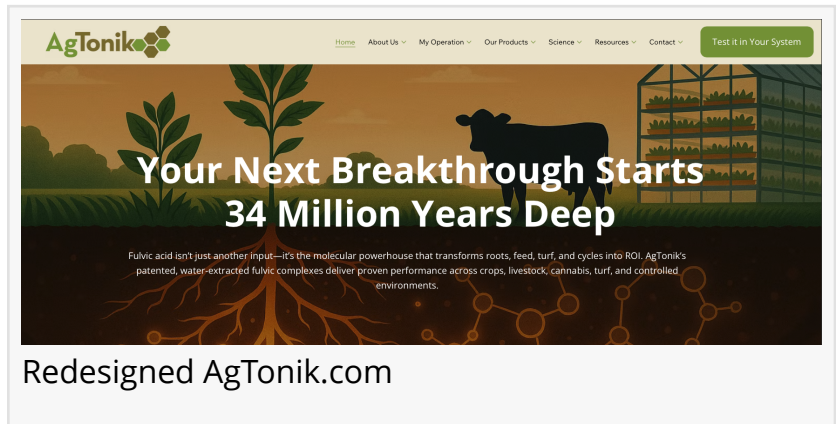 AgTonik
Home About Us My Operation Our Products Science Resources Contact Test it in Your System
Your Next Breakthrough Starts
34 Million Years Deep
Fulvic acid isn't just another input—it's the molecular powerhouse that transforms roots, feed, turf, and cycles into ROI. AgTonik's
patented, water-extracted fulvic complexes deliver proven performance across crops, livestock, cannabis, turf, and controlled
environments.
Redesigned AgTonik.com